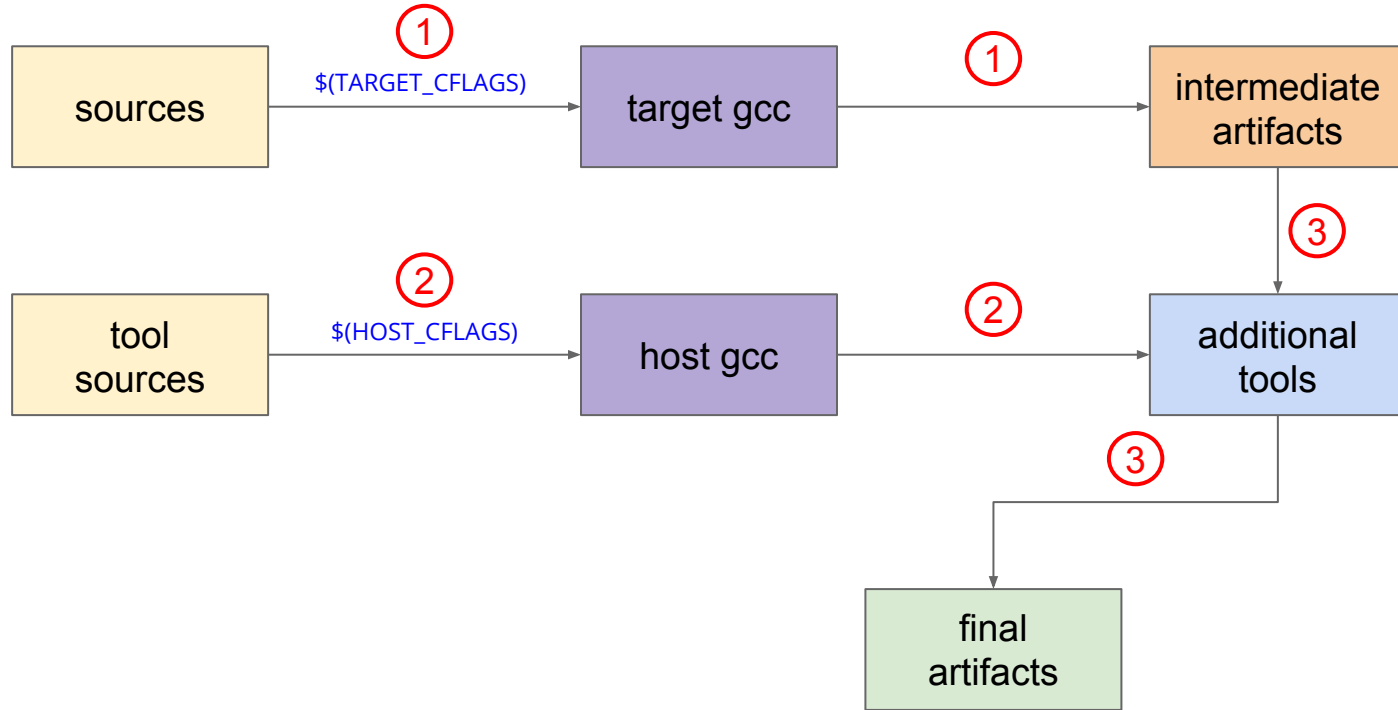 1
$(TARGET_CFLAGS)
1
sources
target gcc
intermediate
artifacts
3
2
$(HOST_CFLAGS)
2
tool
sources
host gcc
additional
tools
3
final
artifacts